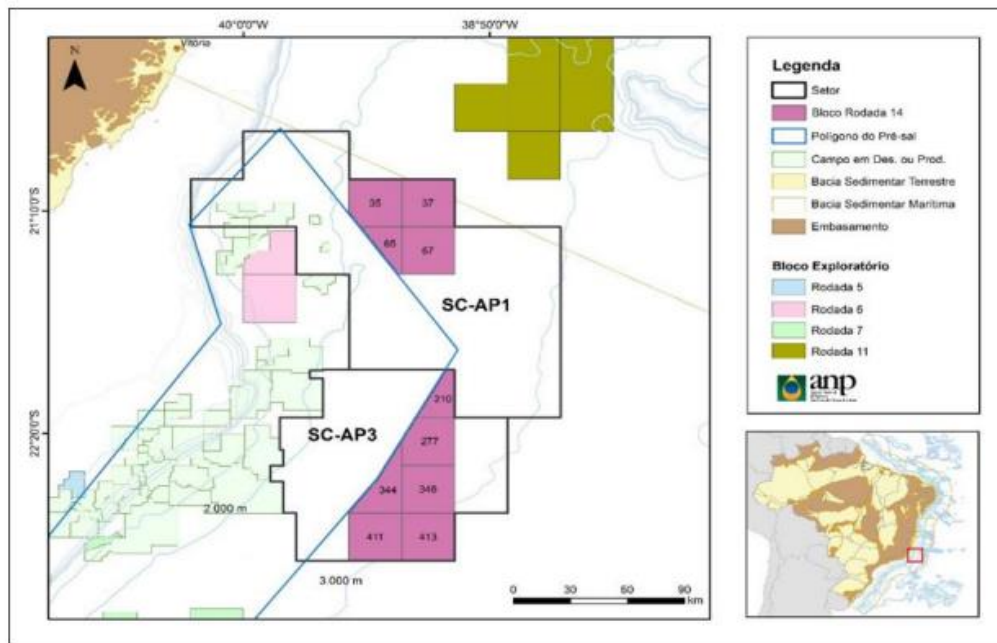 40°0'0"W
38°50'0"W
Vitória
N
21°10'0"S
22°20'0"S
35
37
65
67
SC-AP1
SC-AP3
210
277
344
346
411
413
2.000 m
3.000 m
0 30 60 90
km
Legenda
Setor
Bloco Rodada 14
Polígono do Pré-sal
Campo em Des. ou Prod.
Bacia Sedimentar Terrestre
Bacia Sedimentar Marítima
Embasamento
Bloco Exploratório
Rodada 5
Rodada 6
Rodada 7
Rodada 11
anp